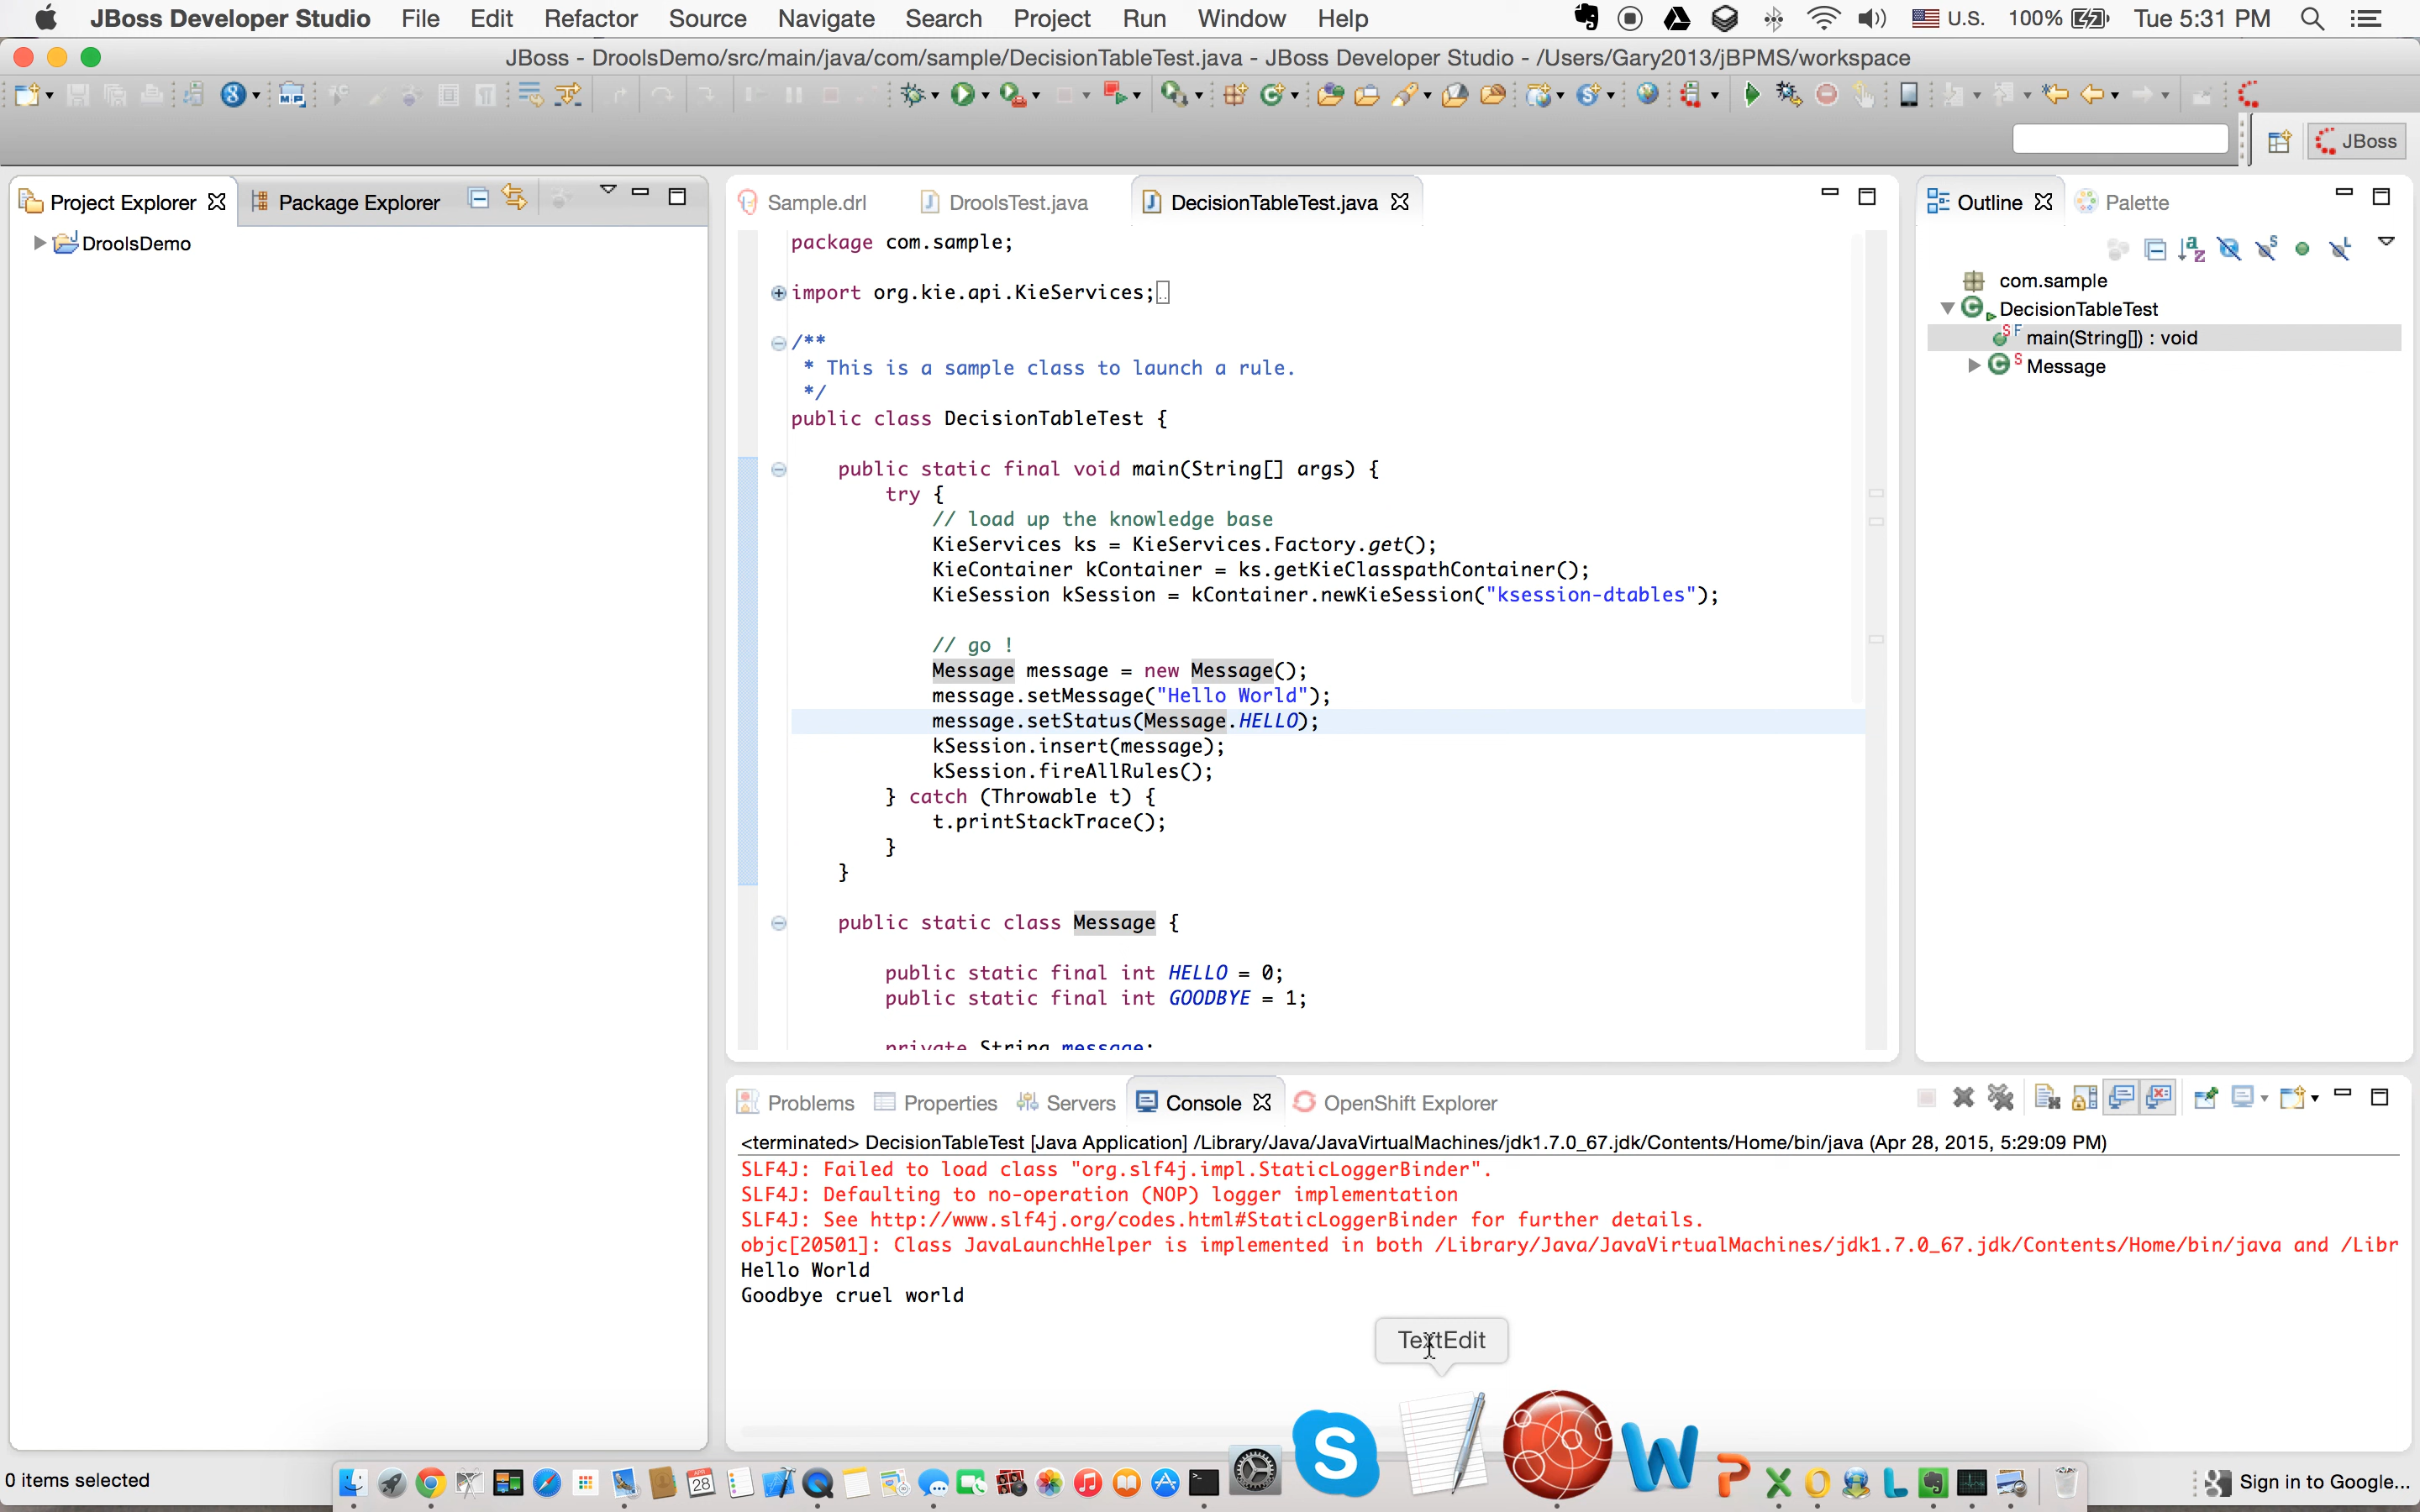 JBoss Developer Studio File Edit Refactor Source Navigate Search Project Run Window Help U.S. 100% Tue 5:31 PM
JBoss - DroolsDemo/src/main/java/com/sample/DecisionTableTest.java - JBoss Developer Studio - /Users/Gary2013/jBPMS/workspace
JBoss
Project Explorer Package Explorer
DroolsDemo
Sample.drl DroolsTest.java DecisionTableTest.java
package com.sample;
import org.kie.api.KieServices;
/**
* This is a sample class to launch a rule.
*/
public class DecisionTableTest {
public static final void main(String[] args) {
try {
// load up the knowledge base
KieServices ks = KieServices.Factory.get();
KieContainer kContainer = ks.getKieClasspathContainer();
KieSession kSession = kContainer.newKieSession("ksession-dtables");
// go !
Message message = new Message();
message.setMessage("Hello World");
message.setStatus(Message.HELLO);
kSession.insert(message);
kSession.fireAllRules();
} catch (Throwable t) {
t.printStackTrace();
}
}
public static class Message {
public static final int HELLO = 0;
public static final int GOODBYE = 1;
private String message;
Outline Palette
com.sample
DecisionTableTest
main(String[]) : void
Message
Problems Properties Servers Console OpenShift Explorer
<terminated> DecisionTableTest [Java Application] /Library/Java/JavaVirtualMachines/jdk1.7.0_67.jdk/Contents/Home/bin/java (Apr 28, 2015, 5:29:09 PM)
SLF4J: Failed to load class "org.slf4j.impl.StaticLoggerBinder".
SLF4J: Defaulting to no-operation (NOP) logger implementation
SLF4J: See http://www.slf4j.org/codes.html#StaticLoggerBinder for further details.
objc[20501]: Class JavaLaunchHelper is implemented in both /Library/Java/JavaVirtualMachines/jdk1.7.0_67.jdk/Contents/Home/bin/java and /Libr
Hello World
Goodbye cruel world
TextEdit
0 items selected
28
Sign in to Google...